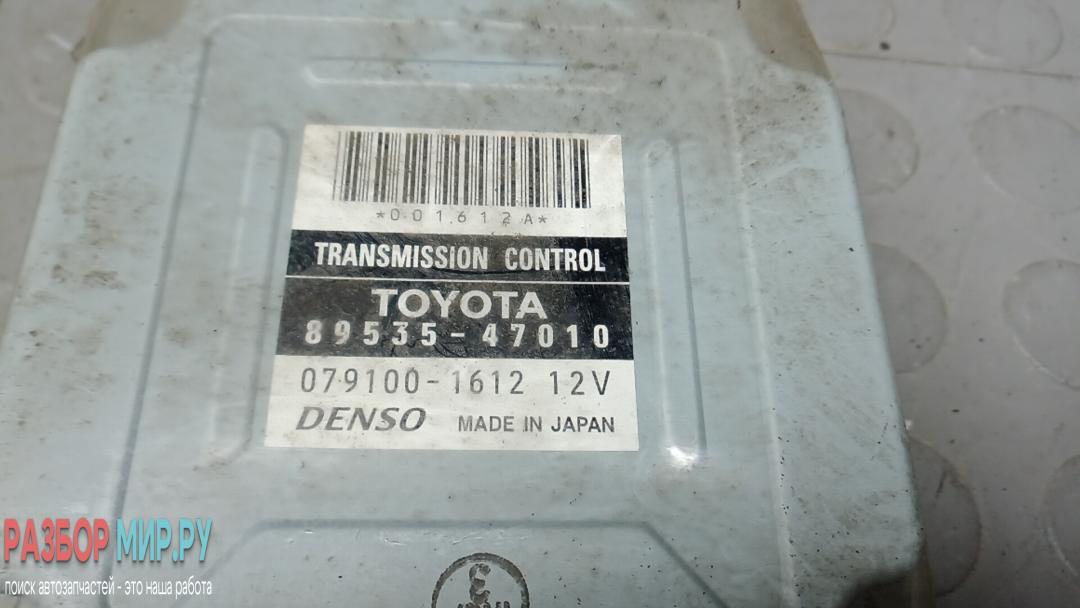 *001612A*
TRANSMISSION CONTROL
TOYOTA
89535-47010
079100-1612 12V
DENSO MADE IN JAPAN
РАЗБОР МИР.РУ
поиск автозапчастей - это наша работа